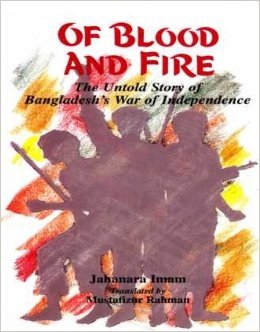 OF BLOOD
AND FIRE
The Untold Story of
Bangladesh's War of Independence
Jahanara Imam
Translated by
Mustafizur Rahman